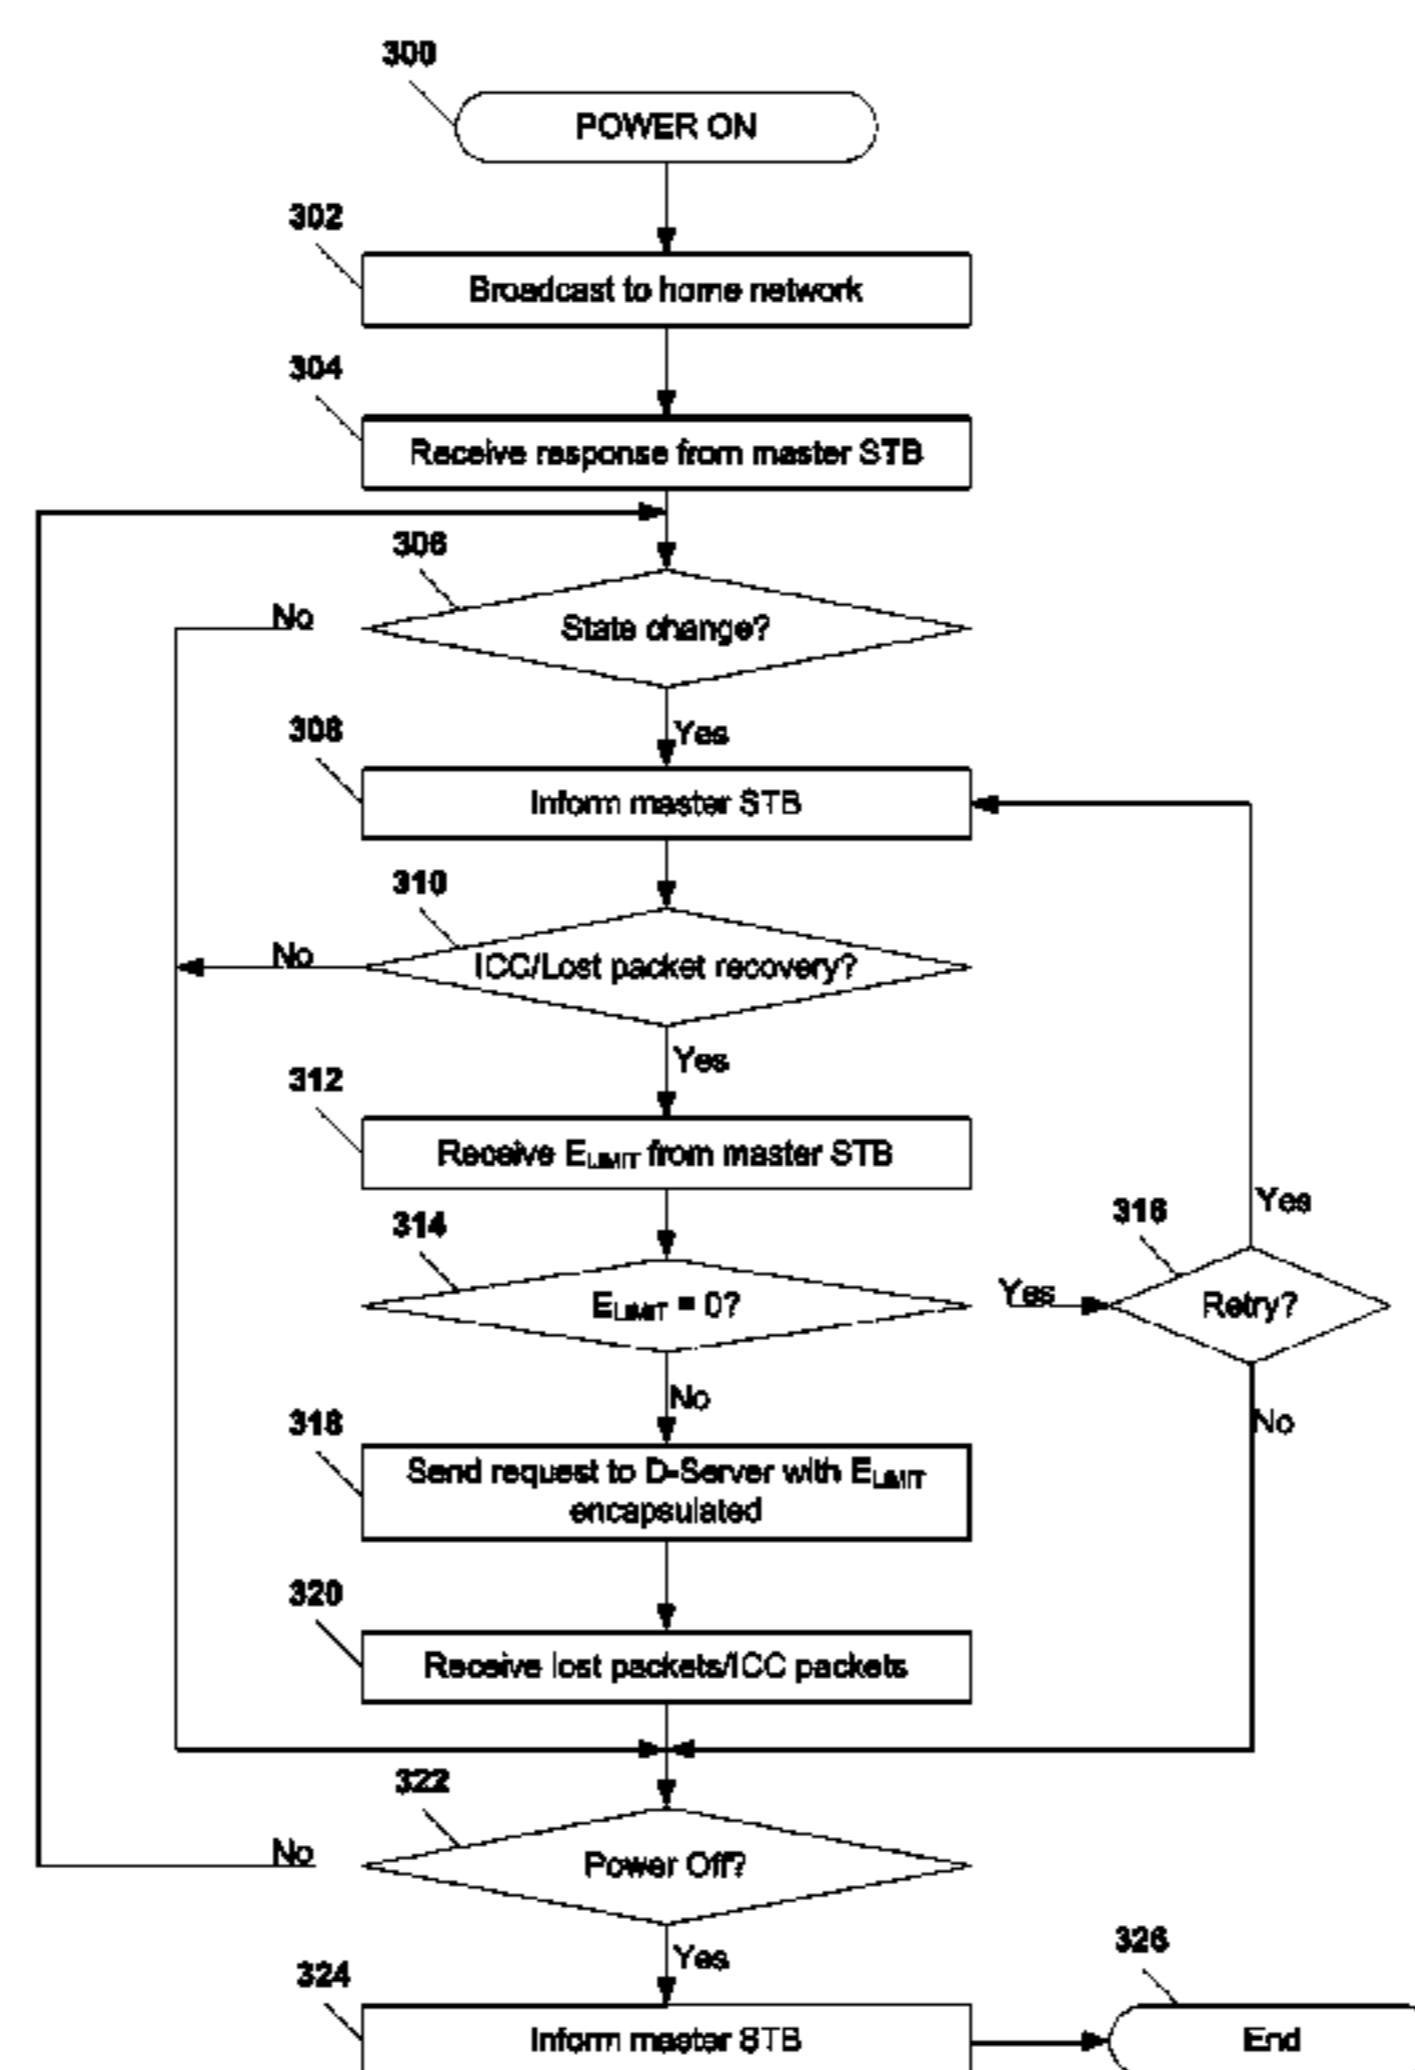 300
POWER ON
302
Broadcast to home network
304
Receive response from master STB
306
State change?
No
Yes
308
Inform master STB
310
ICC/Lost packet recovery?
No
Yes
312
Receive ELIMIT from master STB
314
ELIMIT = 0?
Yes
316
Retry?
Yes
No
No
318
Send request to D-Server with ELIMIT
encapsulated
320
Receive lost packets/ICC packets
322
Power Off?
No
Yes
324
Inform master STB
326
End